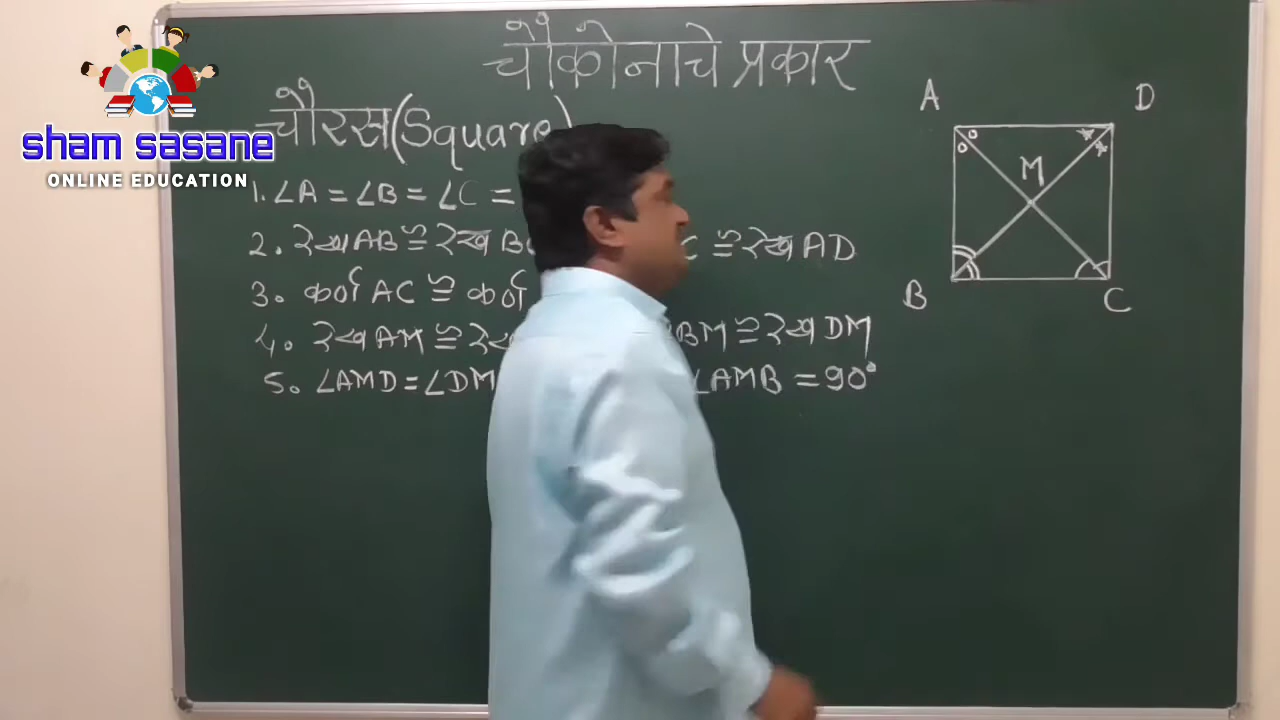 sham sasane
ONLINE EDUCATION
चौकोनाचे प्रकार
चौरस(Square)
1. ∠A = ∠B = ∠C =
2. रेख AB ≅ रेख B ≅ रेख AD
3. कर्ण AC ≅ कर्ण
4. रेख AM ≅ रेख BM ≅ रेख DM
5. ∠AMD = ∠DM ∠AMB = 90°
A D
M
B C